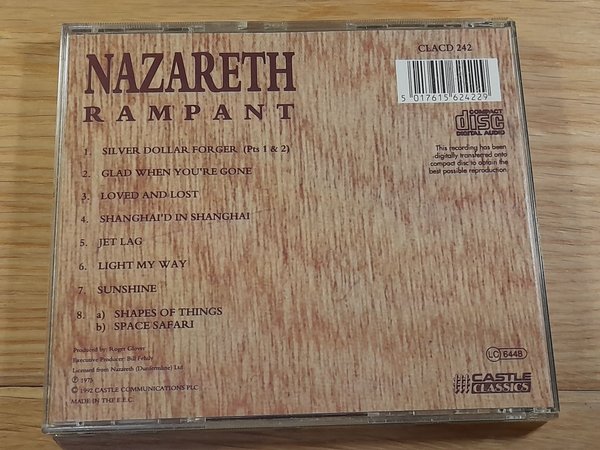 CLACD 242
NAZARETH
RAMPANT
5 017615 624229
COMPACT
disc
DIGITAL AUDIO
This recording has been
digitally transferred onto
compact disc to obtain the
best possible reproduction.
1. SILVER DOLLAR FORGER (Pts 1 & 2)
2. GLAD WHEN YOU'RE GONE
3. LOVED AND LOST
4. SHANGHAI'D IN SHANGHAI
5. JET LAG
6. LIGHT MY WAY
7. SUNSHINE
8. a) SHAPES OF THINGS
b) SPACE SAFARI
Produced by: Roger Glover
Executive Producer: Bill Fehily
Licensed from Nazareth (Dunfermline) Ltd
℗ 1975
© 1992 CASTLE COMMUNICATIONS PLC
MADE IN THE E.E.C.
LC 6448
CASTLE
CLASSICS